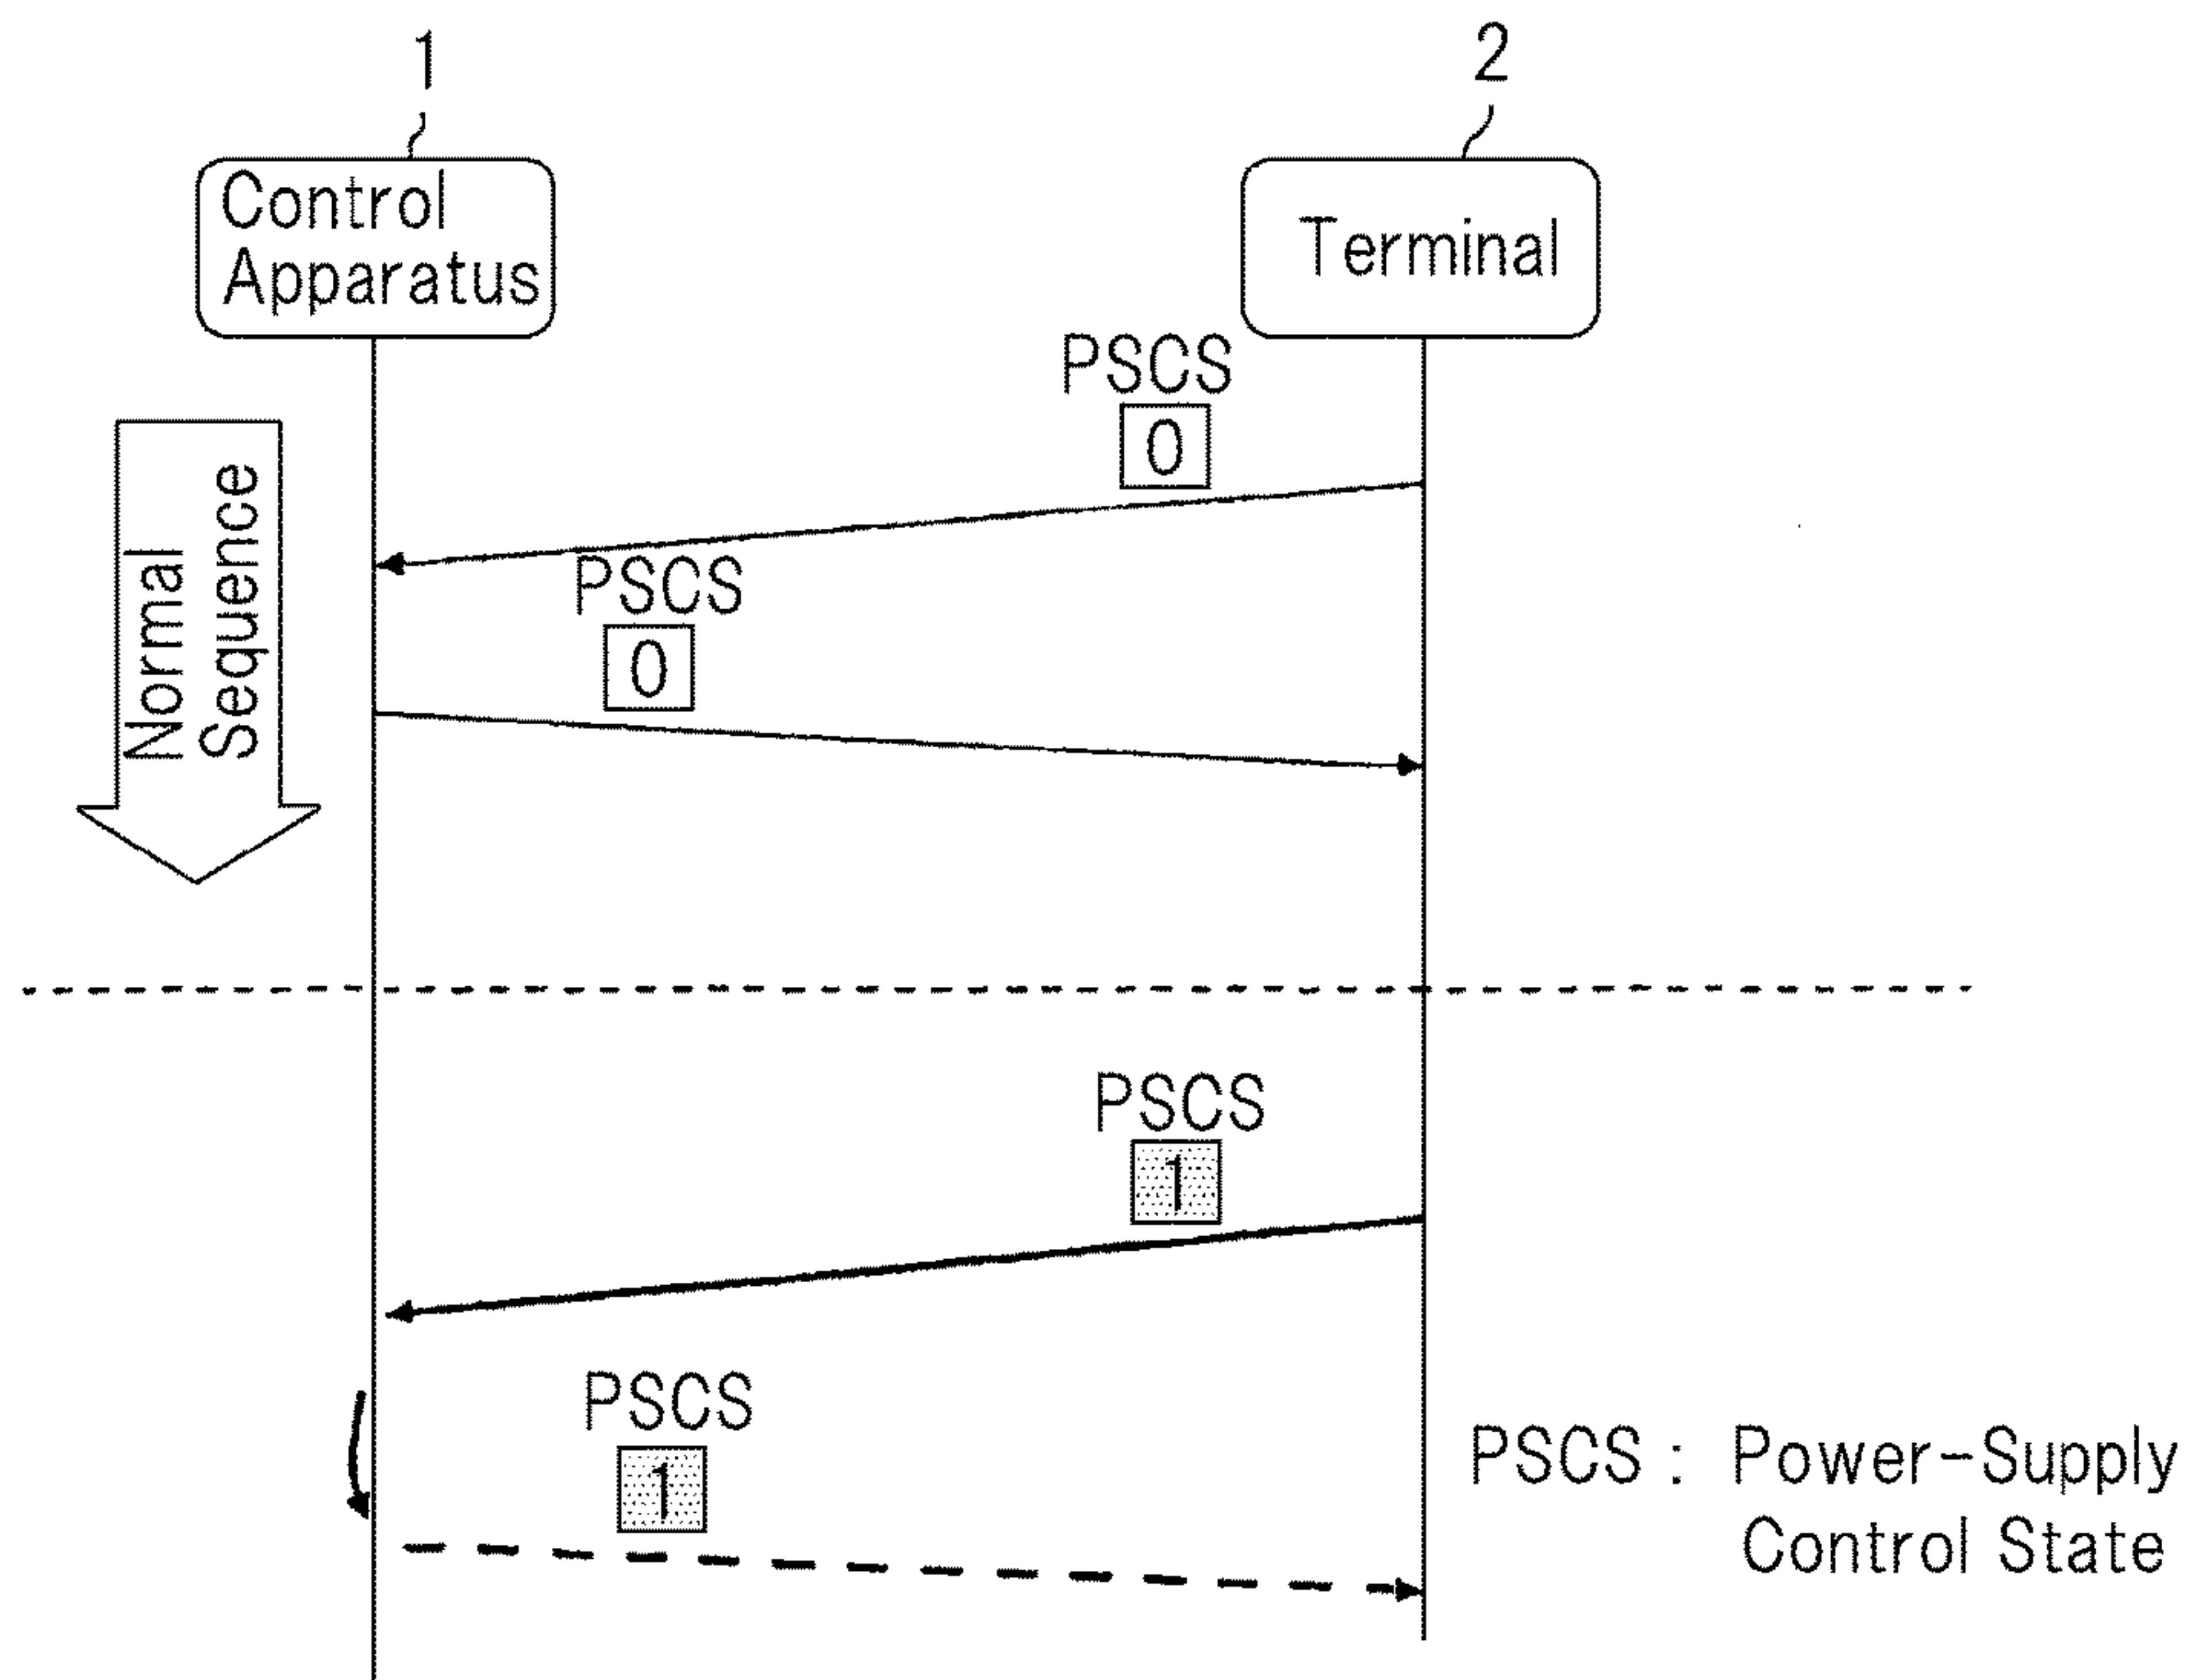 1
2
Control
Apparatus
Terminal
PSCS
0
PSCS
0
Normal
Sequence
PSCS
1
PSCS
1
PSCS : Power-Supply
Control State